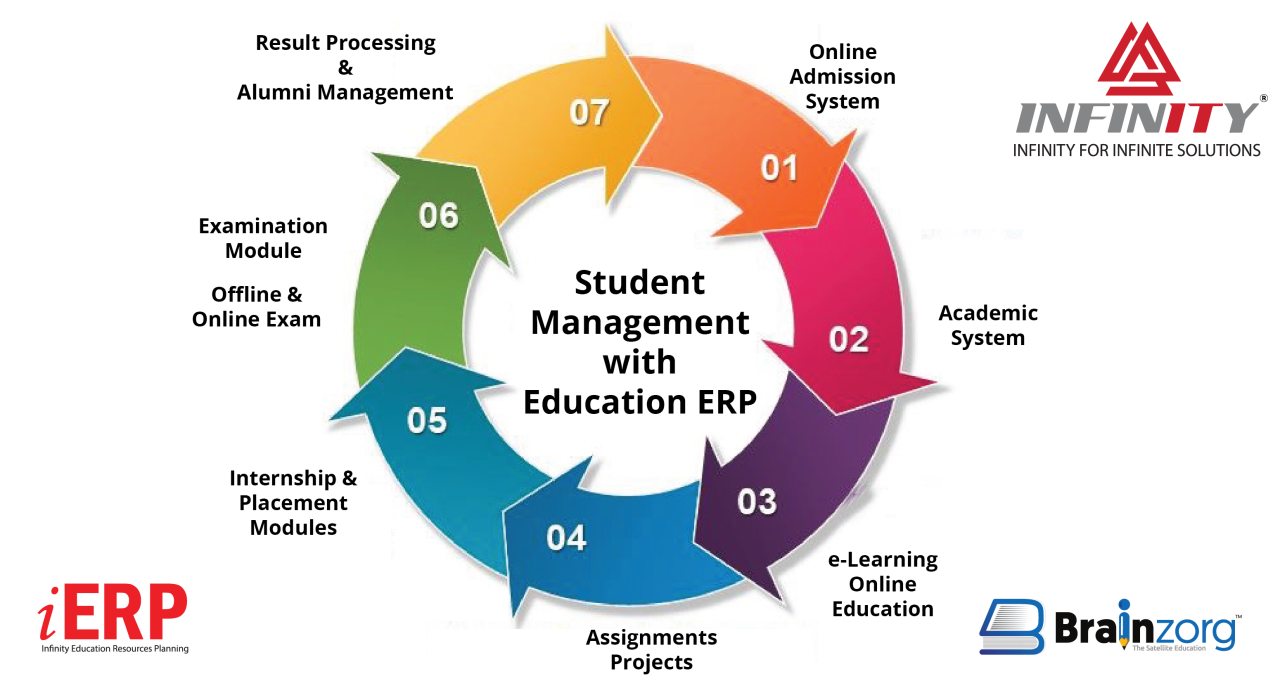 Result Processing
&
Alumni Management
Online
Admission
System
INFINITY®
INFINITY FOR INFINITE SOLUTIONS
07
01
06
Examination
Module
Offline &
Online Exam
Student
Management
with
Education ERP
02
Academic
System
05
03
04
Internship &
Placement
Modules
e-Learning
Online
Education
Assignments
Projects
iERP
Infinity Education Resources Planning
Brainzorg™
The Satellite Education